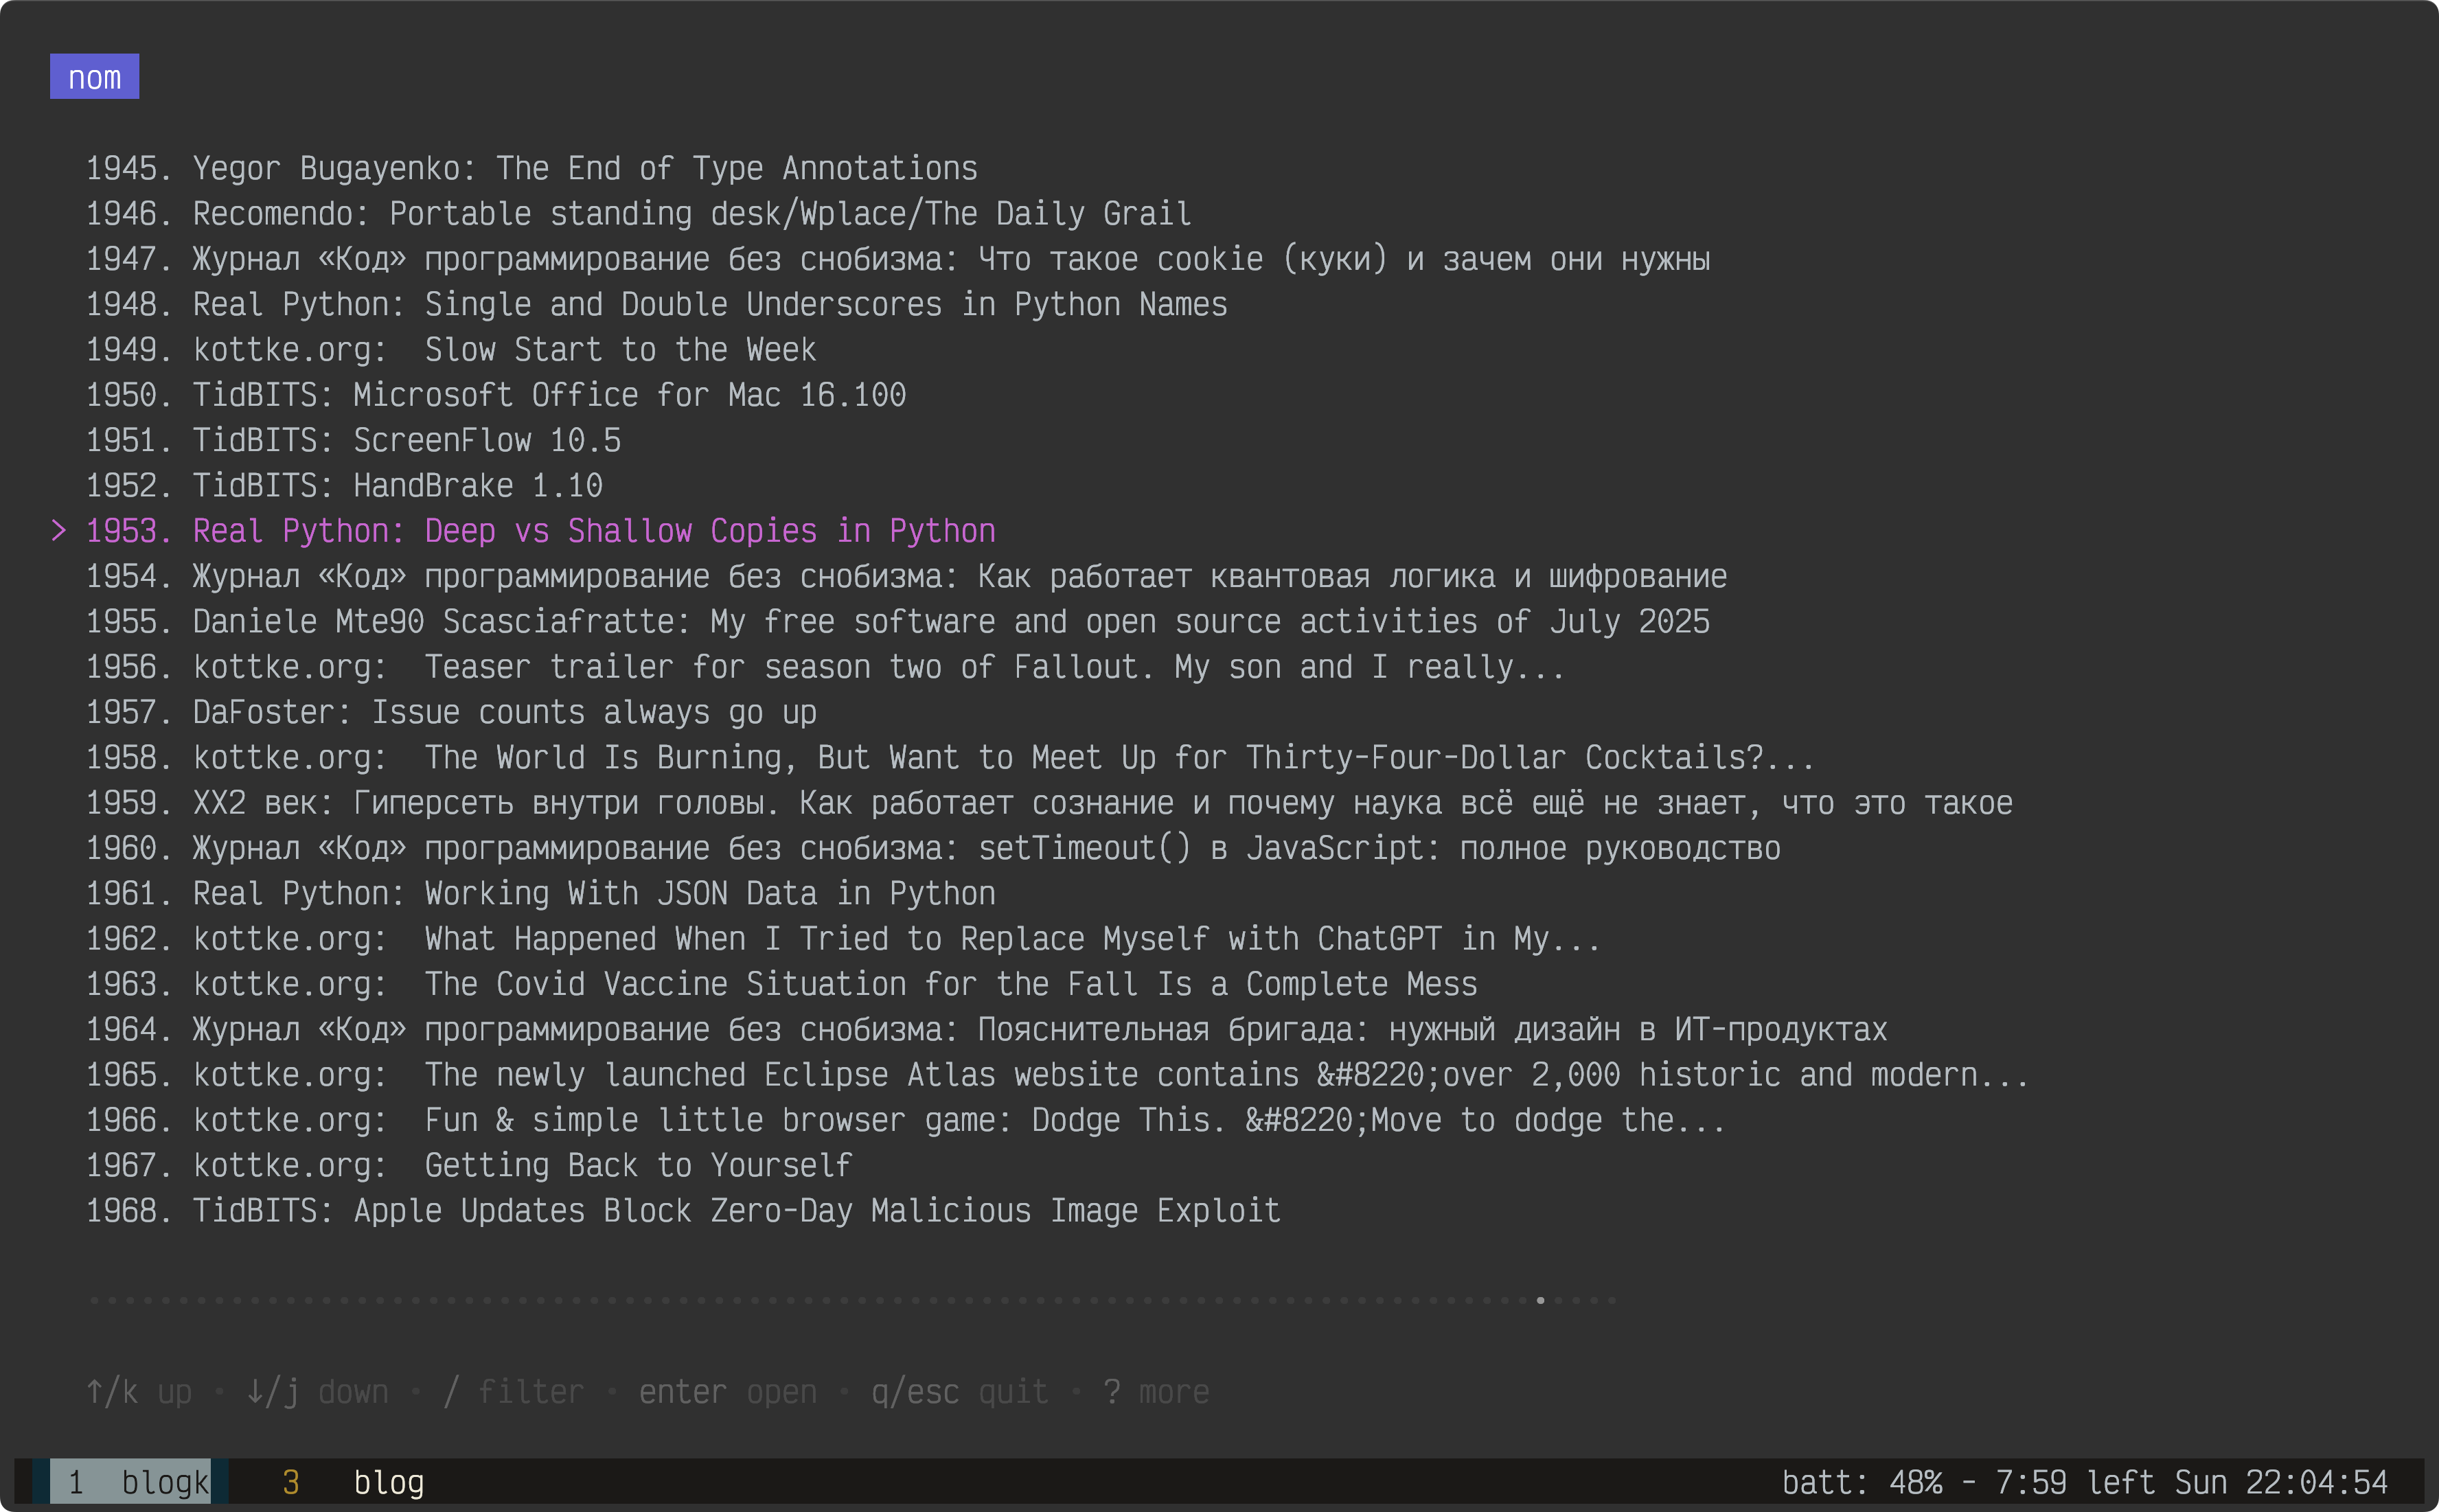 nom
1945. Yegor Bugayenko: The End of Type Annotations
1946. Recomendo: Portable standing desk/Wplace/The Daily Grail
1947. Журнал «Код» программирование без снобизма: Что такое cookie (куки) и зачем они нужны
1948. Real Python: Single and Double Underscores in Python Names
1949. kottke.org:  Slow Start to the Week
1950. TidBITS: Microsoft Office for Mac 16.100
1951. TidBITS: ScreenFlow 10.5
1952. TidBITS: HandBrake 1.10
> 1953. Real Python: Deep vs Shallow Copies in Python
1954. Журнал «Код» программирование без снобизма: Как работает квантовая логика и шифрование
1955. Daniele Mte90 Scasciafratte: My free software and open source activities of July 2025
1956. kottke.org:  Teaser trailer for season two of Fallout. My son and I really...
1957. DaFoster: Issue counts always go up
1958. kottke.org:  The World Is Burning, But Want to Meet Up for Thirty-Four-Dollar Cocktails?...
1959. XX2 век: Гиперсеть внутри головы. Как работает сознание и почему наука всё ещё не знает, что это такое
1960. Журнал «Код» программирование без снобизма: setTimeout() в JavaScript: полное руководство
1961. Real Python: Working With JSON Data in Python
1962. kottke.org:  What Happened When I Tried to Replace Myself with ChatGPT in My...
1963. kottke.org:  The Covid Vaccine Situation for the Fall Is a Complete Mess
1964. Журнал «Код» программирование без снобизма: Пояснительная бригада: нужный дизайн в ИТ-продуктах
1965. kottke.org:  The newly launched Eclipse Atlas website contains &#8220;over 2,000 historic and modern...
1966. kottke.org:  Fun & simple little browser game: Dodge This. &#8220;Move to dodge the...
1967. kottke.org:  Getting Back to Yourself
1968. TidBITS: Apple Updates Block Zero-Day Malicious Image Exploit
↑/k up • ↓/j down • / filter • enter open • q/esc quit • ? more
1 blogk 3 blog batt: 48% - 7:59 left Sun 22:04:54